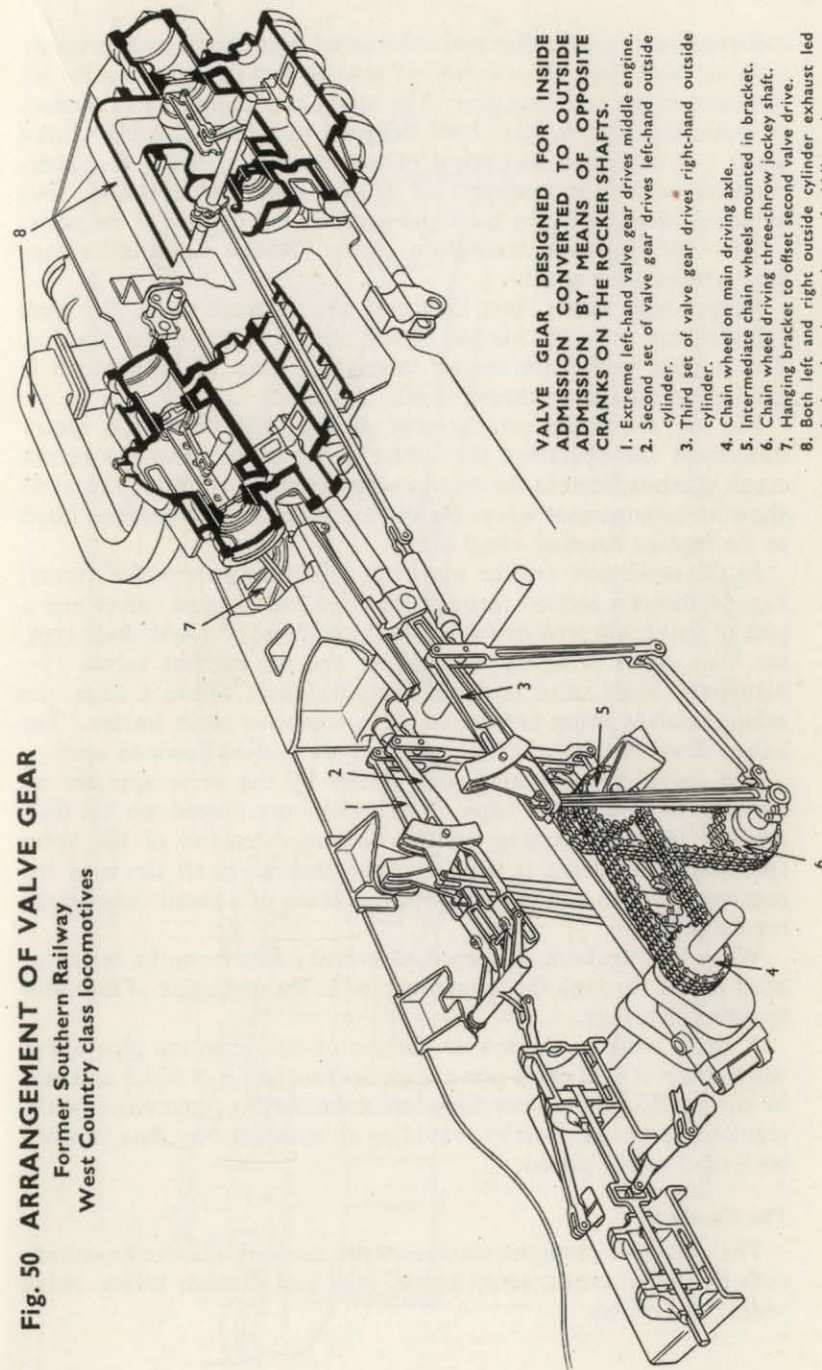 Fig. 50 ARRANGEMENT OF VALVE GEAR
Former Southern Railway
West Country class locomotives
8
7
1
2
3
5
4
6
VALVE GEAR DESIGNED FOR INSIDE
ADMISSION CONVERTED TO OUTSIDE
ADMISSION BY MEANS OF OPPOSITE
CRANKS ON THE ROCKER SHAFTS.
1. Extreme left-hand valve gear drives middle engine.
2. Second set of valve gear drives left-hand outside
cylinder.
3. Third set of valve gear drives right-hand outside
cylinder.
4. Chain wheel on main driving axle.
5. Intermediate chain wheels mounted in bracket.
6. Chain wheel driving three-throw jockey shaft.
7. Hanging bracket to offset second valve drive.
8. Both left and right outside cylinder exhaust led